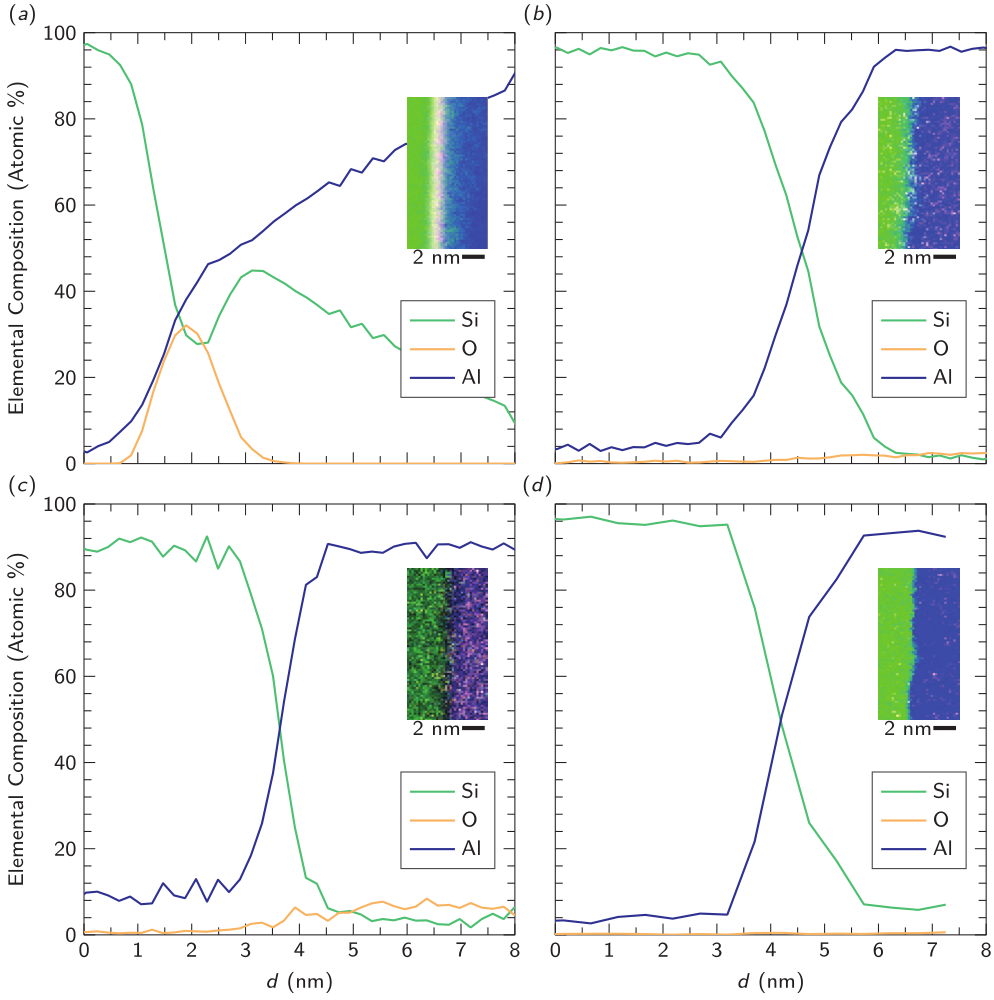 (a)
(b)
100
80
60
40
20
0
Elemental Composition (Atomic %)
2 nm
Si
O
Al
2 nm
Si
O
Al
(c)
(d)
100
80
60
40
20
0
Elemental Composition (Atomic %)
2 nm
Si
O
Al
2 nm
Si
O
Al
0 1 2 3 4 5 6 7 8
0 1 2 3 4 5 6 7 8
d (nm)
d (nm)